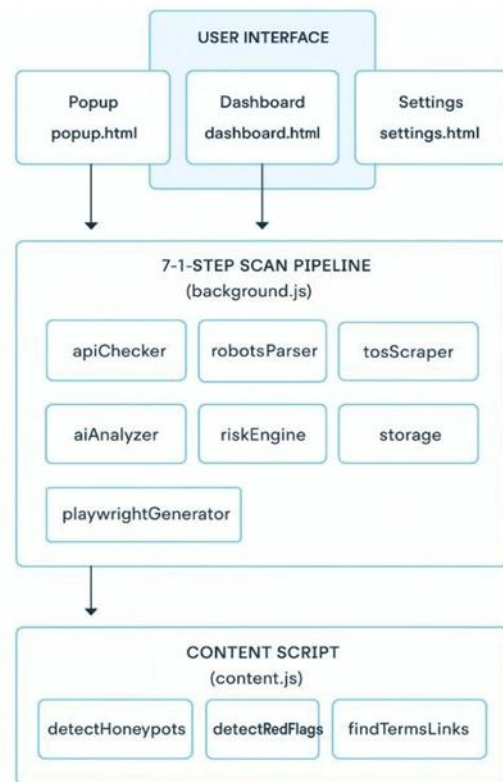 USER INTERFACE
Popup
popup.html
Dashboard
dashboard.html
Settings
settings.html
7-1-STEP SCAN PIPELINE
(background.js)
apiChecker
robotsParser
tosScraper
aiAnalyzer
riskEngine
storage
playwrightGenerator
CONTENT SCRIPT
(content.js)
detectHoneypots
detectRedFlags
findTermsLinks